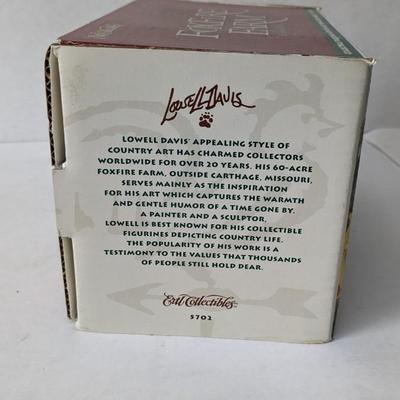 FOXFIRE
FARM
LOWELL DAVIS
LOWELL DAVIS' APPEALING STYLE OF
COUNTRY ART HAS CHARMED COLLECTORS
WORLDWIDE FOR OVER 20 YEARS. HIS 60-ACRE
FOXFIRE FARM, OUTSIDE CARTHAGE, MISSOURI,
SERVES MAINLY AS THE INSPIRATION
FOR HIS ART WHICH CAPTURES THE WARMTH
AND GENTLE HUMOR OF A TIME GONE BY.
A PAINTER AND A SCULPTOR,
LOWELL IS BEST KNOWN FOR HIS COLLECTIBLE
FIGURINES DEPICTING COUNTRY LIFE.
THE POPULARITY OF HIS WORK IS A
TESTIMONY TO THE VALUES THAT THOUSANDS
OF PEOPLE STILL HOLD DEAR.
Ertl Collectibles
5702